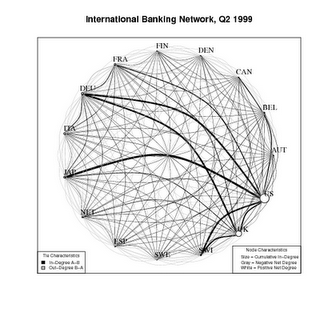 International Banking Network, Q2 1999
FIN
DEN
FRA
CAN
DEU
BEL
ITA
AUT
JAP
US
NET
UK
ESP
SWE
SWI
Tie Characteristics
In-Degree A-B
Out-Degree B-A
Node Characteristics
Size = Cumulative In-Degree
Gray = Negative Net Degree
White = Positive Net Degree